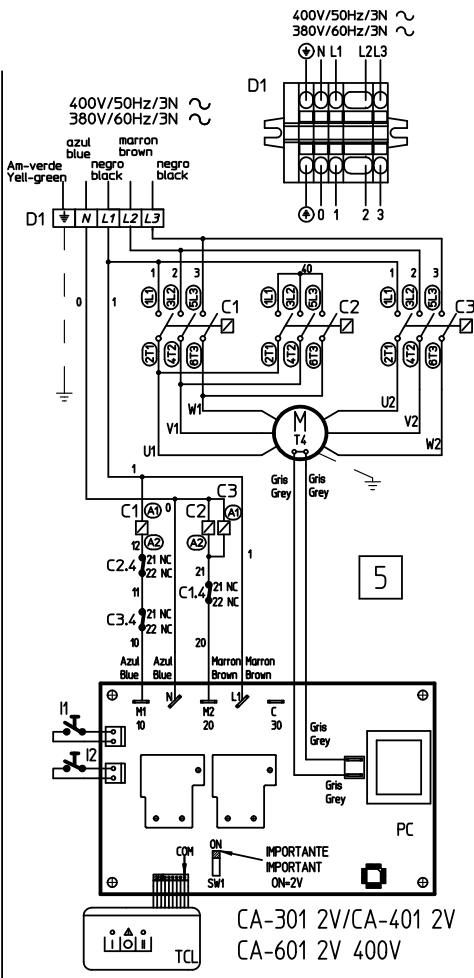 400V/50Hz/3N ∿
380V/60Hz/3N ∿
N L1 L2 L3
D1
0 1 2 3
400V/50Hz/3N ∿
380V/60Hz/3N ∿
azul
blue
marron
brown
Am-verde
Yell-green
negro
black
negro
black
D1 N L1 L2 L3
0
1
1 2 3
40
1 2 3
1L1 3L2 5L3 C1
1L1 3L2 5L3 C2
1L1 3L2 5L3 C3
2T1 4T2 6T3
2T1 4T2 6T3
2T1 4T2 6T3
W1
V1
U1
M
T4
U2
V2
W2
Gris
Grey
Gris
Grey
1
C1 A1 0
C2 C3 A1
A2
A2
12
C2.4 21 NC
22 NC
11
C3.4 21 NC
22 NC
10
21
C1.4 21 NC
22 NC
20
1
5
Azul
Blue
Azul
Blue
Marron
Brown
Marron
Brown
M1
10
N
M2
20
L1
C
30
I1
I2
Gris
Grey
Gris
Grey
PC
COM
ON
SW1
IMPORTANTE
IMPORTANT
ON=2V
I O II
TCL
CA-301 2V/CA-401 2V
CA-601 2V 400V